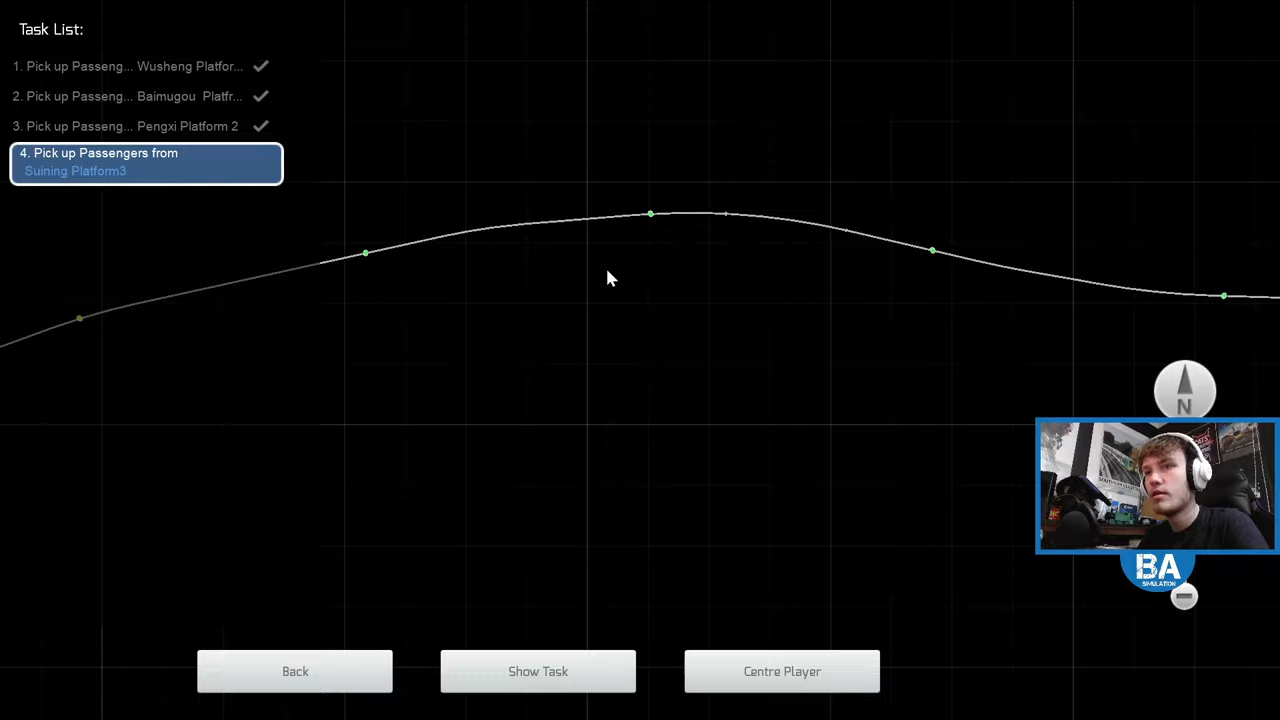 Task List:
1. Pick up Passeng... Wusheng Platfor...
2. Pick up Passeng... Baimugou  Platfr...
3. Pick up Passeng... Pengxi Platform 2
4. Pick up Passengers from
Suining Platform3
N
BA
SIMULATION
Back
Show Task
Centre Player